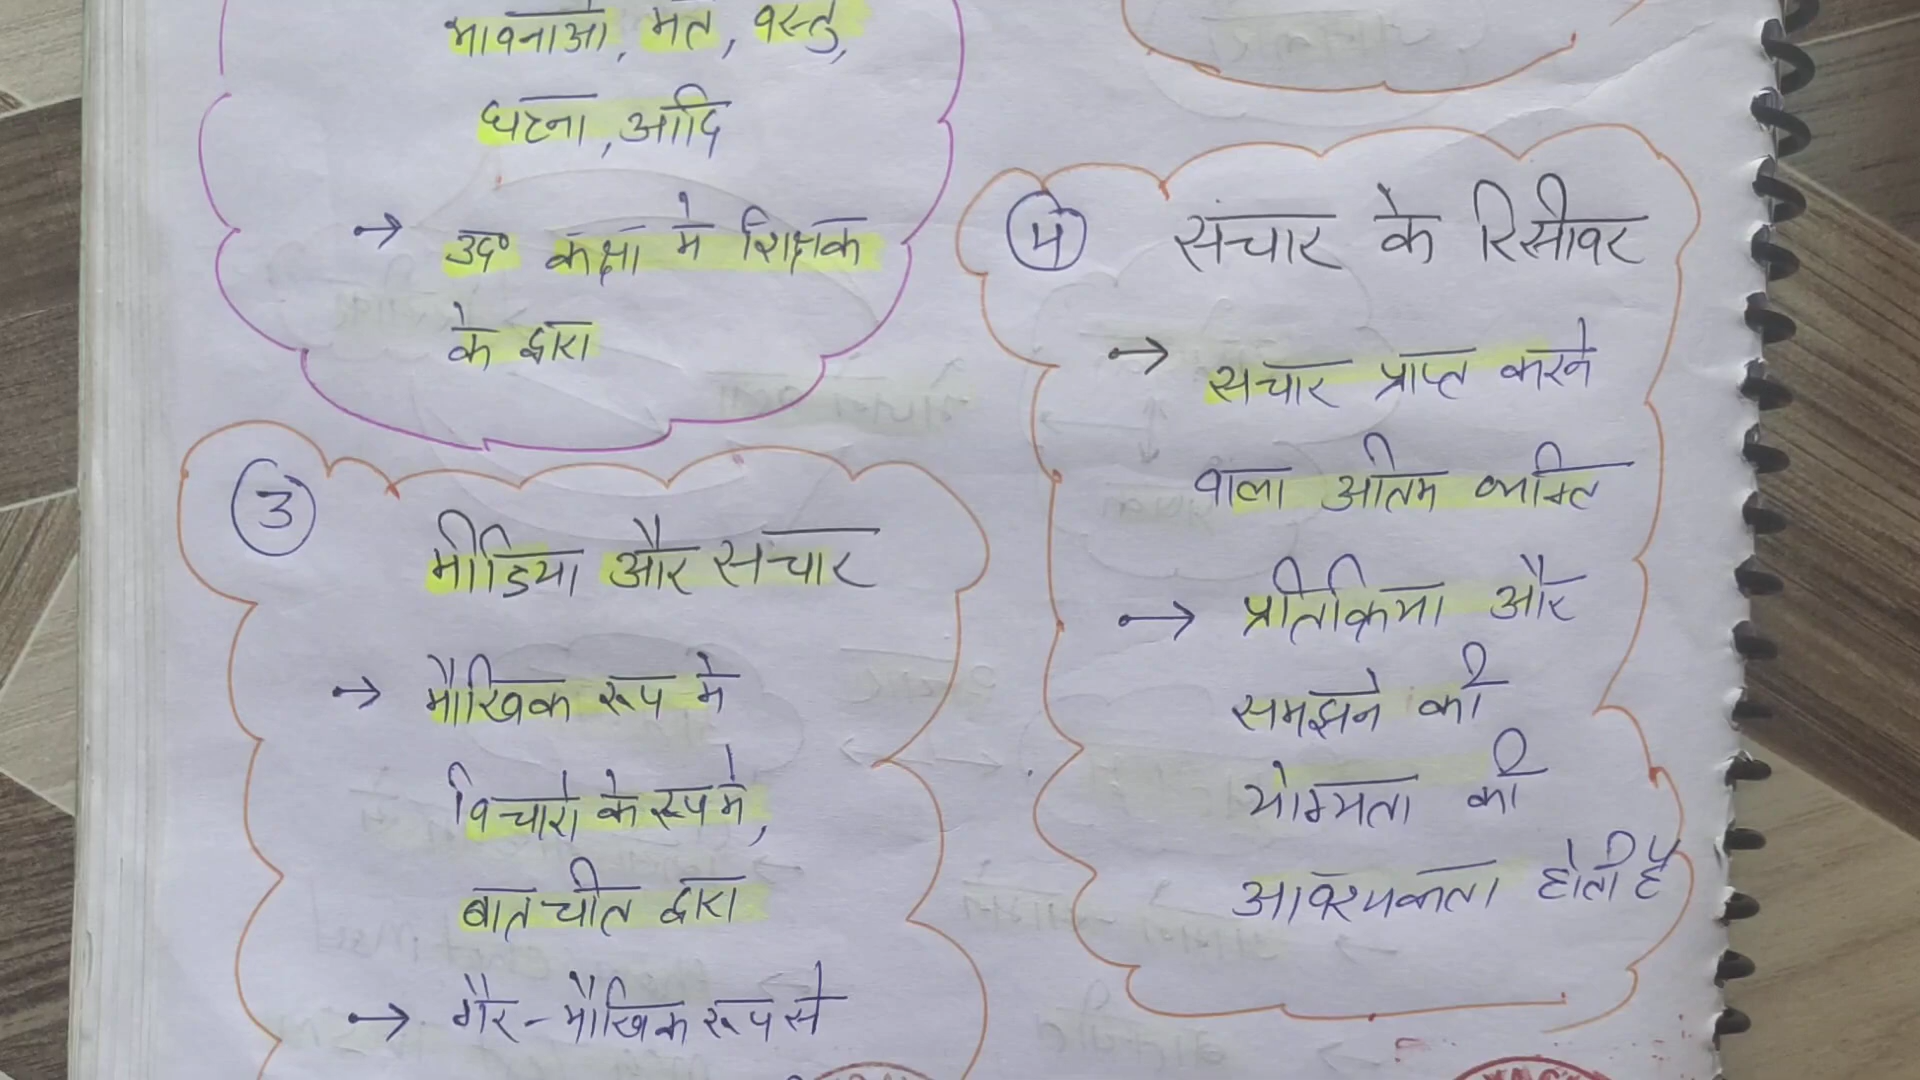 भावनाओ, मत, वस्तु,
घटना, आदि
→ उद॰ कक्षा मे शिक्षक
के द्वारा
3
मीडिया और संचार
→ मौखिक रूप मे
विचारो के रूप मे,
बातचीत द्वारा
→ गैर-मौखिक रूप से
4 संचार के रिसीवर
→ संचार प्राप्त करने
वाला अंतिम व्यक्ति
→ प्रतिक्रिया और
समझने की
योग्यता की
आवश्यकता होती है